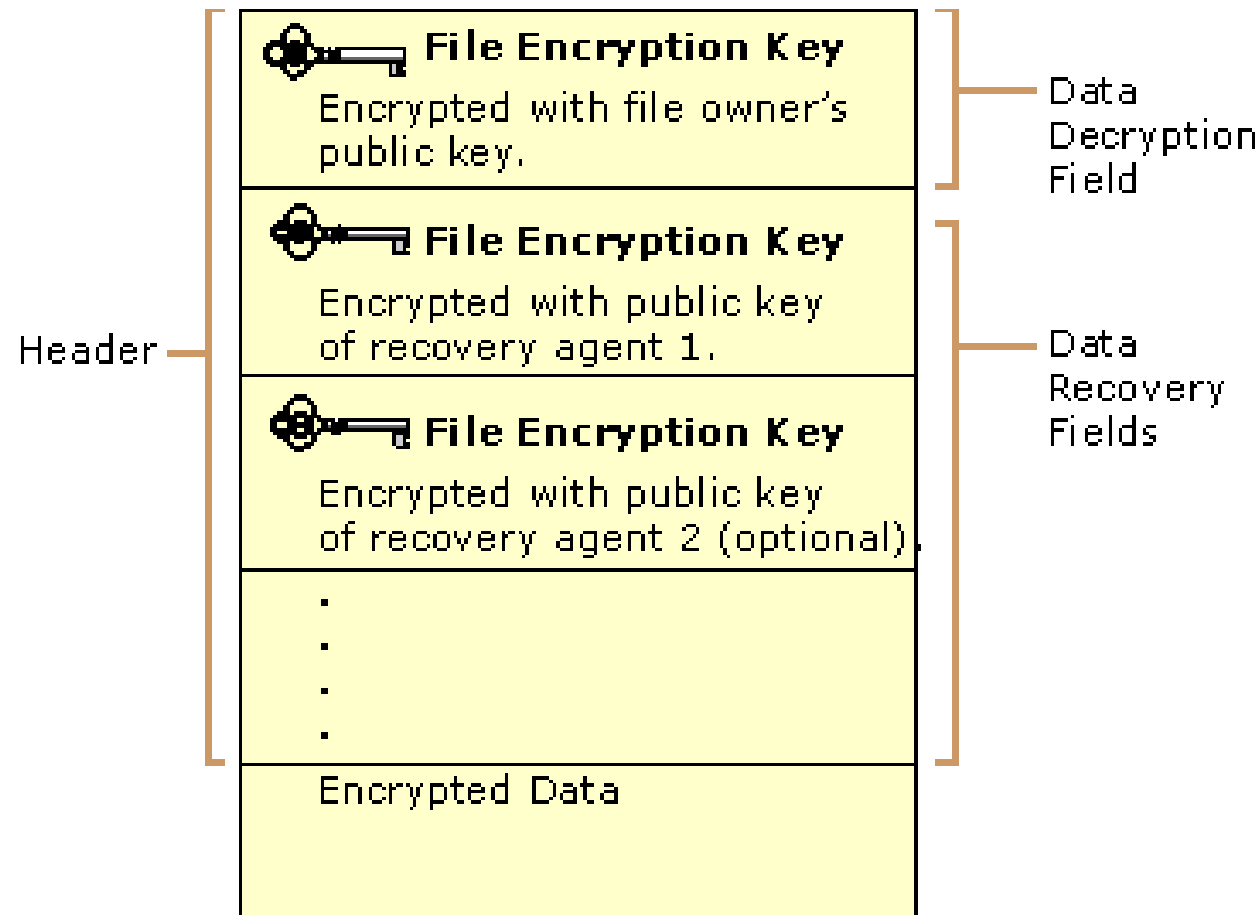 File Encryption Key
Encrypted with file owner's
public key.
Data
Decryption
Field
File Encryption Key
Encrypted with public key
of recovery agent 1.
Header
Data
Recovery
Fields
File Encryption Key
Encrypted with public key
of recovery agent 2 (optional).
.
.
.
.
Encrypted Data